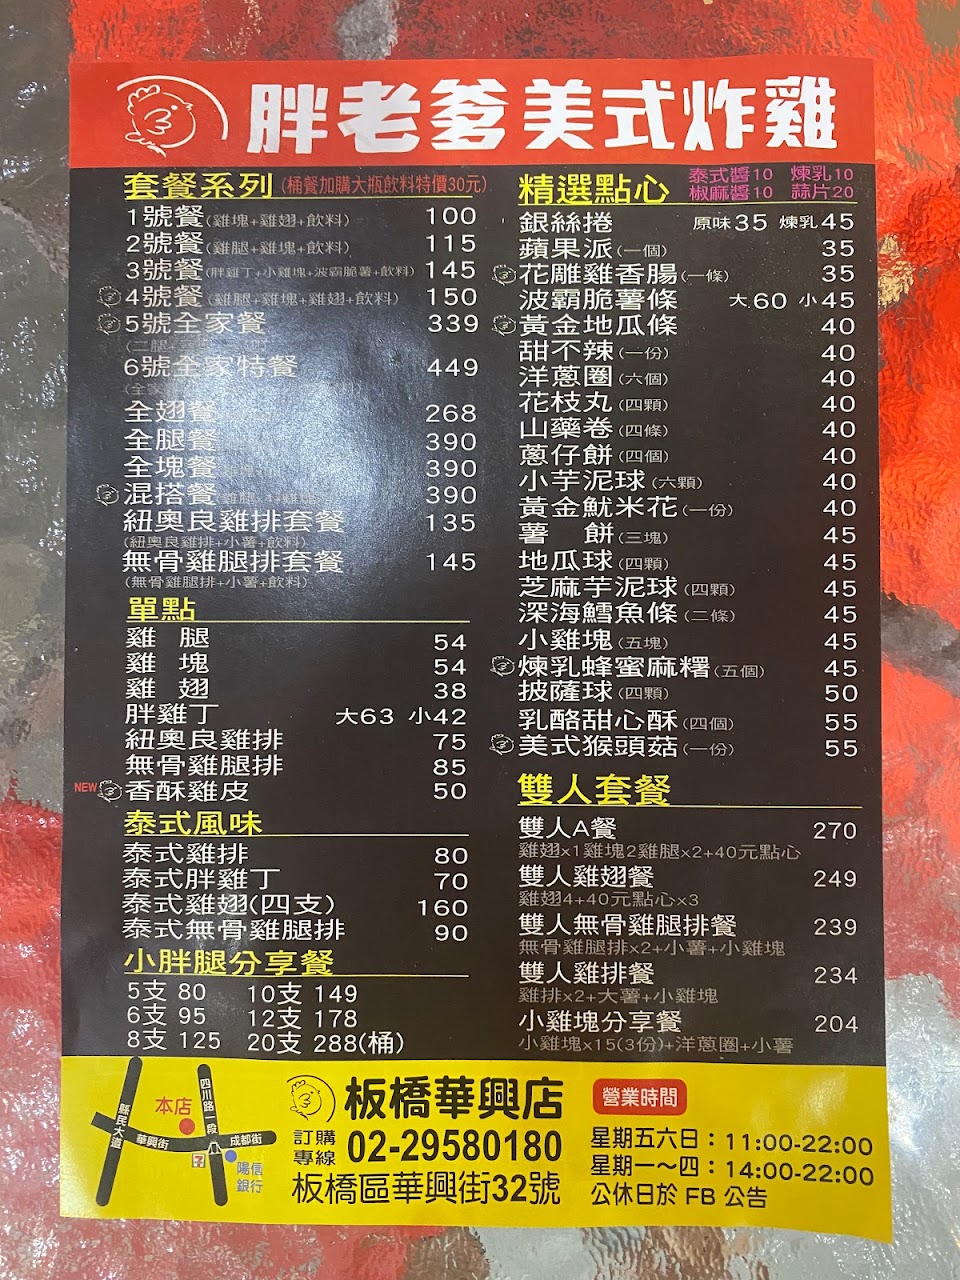 胖老爹美式炸雞
套餐系列(桶餐加購大瓶飲料特價30元)
1號餐(雞塊+雞翅+飲料) 100
2號餐(雞腿+雞塊+飲料) 115
3號餐(胖雞丁+小雞塊+波霸脆薯+飲料) 145
4號餐(雞腿+雞塊+雞翅+飲料) 150
5號全家餐 339
6號全家特餐 449
全翅餐 268
全腿餐 390
全塊餐 390
混搭餐 390
紐奧良雞排套餐 135
(紐奧良雞排+小薯+飲料)
無骨雞腿排套餐 145
(無骨雞腿排+小薯+飲料)
單點
雞 腿 54
雞 塊 54
雞 翅 38
胖雞丁 大63 小42
紐奧良雞排 75
無骨雞腿排 85
NEW 香酥雞皮 50
泰式風味
泰式雞排 80
泰式胖雞丁 70
泰式雞翅(四支) 160
泰式無骨雞腿排 90
小胖腿分享餐
5支 80 10支 149
6支 95 12支 178
8支 125 20支 288(桶)
精選點心 泰式醬10 煉乳10
椒麻醬10 蒜片20
銀絲捲 原味35 煉乳45
蘋果派(一個) 35
花雕雞香腸(一條) 35
波霸脆薯條 大60 小45
黃金地瓜條 40
甜不辣(一份) 40
洋蔥圈(六個) 40
花枝丸(四顆) 40
山藥卷(四條) 40
蔥仔餅(四個) 40
小芋泥球(六顆) 40
黃金魷米花(一份) 40
薯 餅(三塊) 45
地瓜球(四顆) 45
芝麻芋泥球(四顆) 45
深海鱈魚條(二條) 45
小雞塊(五塊) 45
煉乳蜂蜜麻糬(五個) 45
披薩球(四顆) 50
乳酪甜心酥(四個) 55
美式猴頭菇(一份) 55
雙人套餐
雙人A餐 270
雞翅x1雞塊2雞腿x2+40元點心
雙人雞翅餐 249
雞翅4+40元點心x3
雙人無骨雞腿排餐 239
無骨雞腿排x2+小薯+小雞塊
雙人雞排餐 234
雞排x2+大薯+小雞塊
小雞塊分享餐 204
小雞塊x15(3份)+洋蔥圈+小薯
縣民大道
四川路一段
本店
華興街
成都街
7
陽信
銀行
板橋華興店
訂購
專線 02-29580180
板橋區華興街32號
營業時間
星期五六日：11:00-22:00
星期一～四：14:00-22:00
公休日於 FB 公告